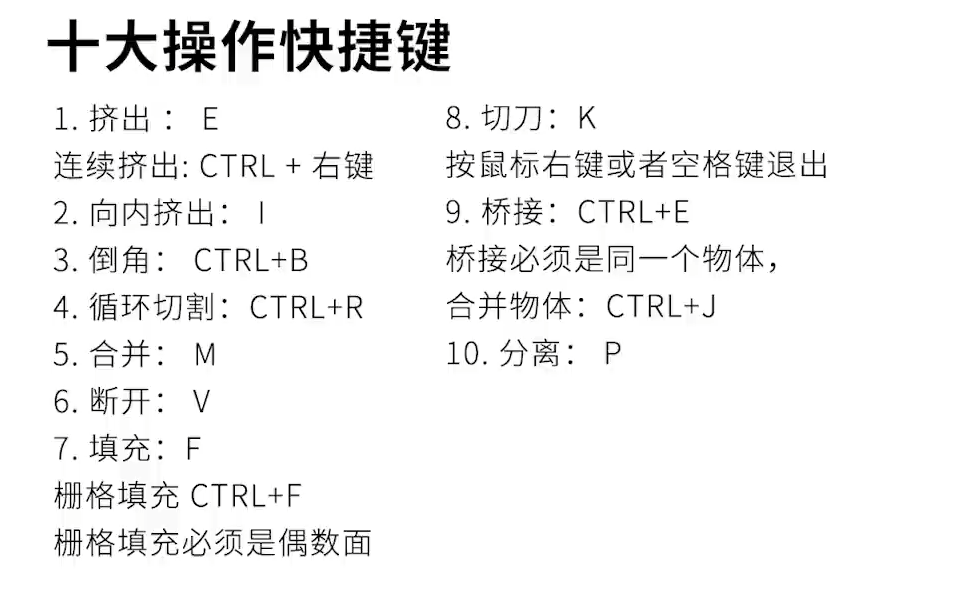 十大操作快捷键
1. 挤出： E
连续挤出: CTRL + 右键
2. 向内挤出： I
3. 倒角： CTRL+B
4. 循环切割：CTRL+R
5. 合并： M
6. 断开： V
7. 填充：F
栅格填充 CTRL+F
栅格填充必须是偶数面
8. 切刀：K
按鼠标右键或者空格键退出
9. 桥接：CTRL+E
桥接必须是同一个物体，
合并物体：CTRL+J
10. 分离： P